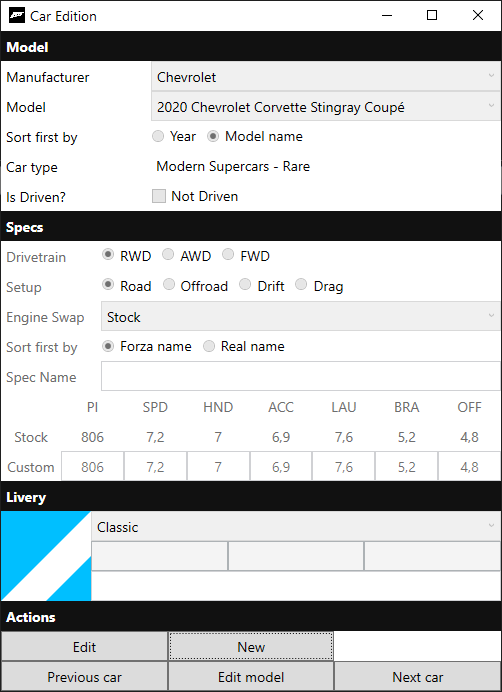 Car Edition
Model
Manufacturer Chevrolet
Model 2020 Chevrolet Corvette Stingray Coupé
Sort first by Year Model name
Car type Modern Supercars - Rare
Is Driven? Not Driven
Specs
Drivetrain RWD AWD FWD
Setup Road Offroad Drift Drag
Engine Swap Stock
Sort first by Forza name Real name
Spec Name
PI SPD HND ACC LAU BRA OFF
Stock 806 7,2 7 6,9 7,6 5,2 4,8
Custom 806 7,2 7 6,9 7,6 5,2 4,8
Livery
Classic
Actions
Edit New
Previous car Edit model Next car